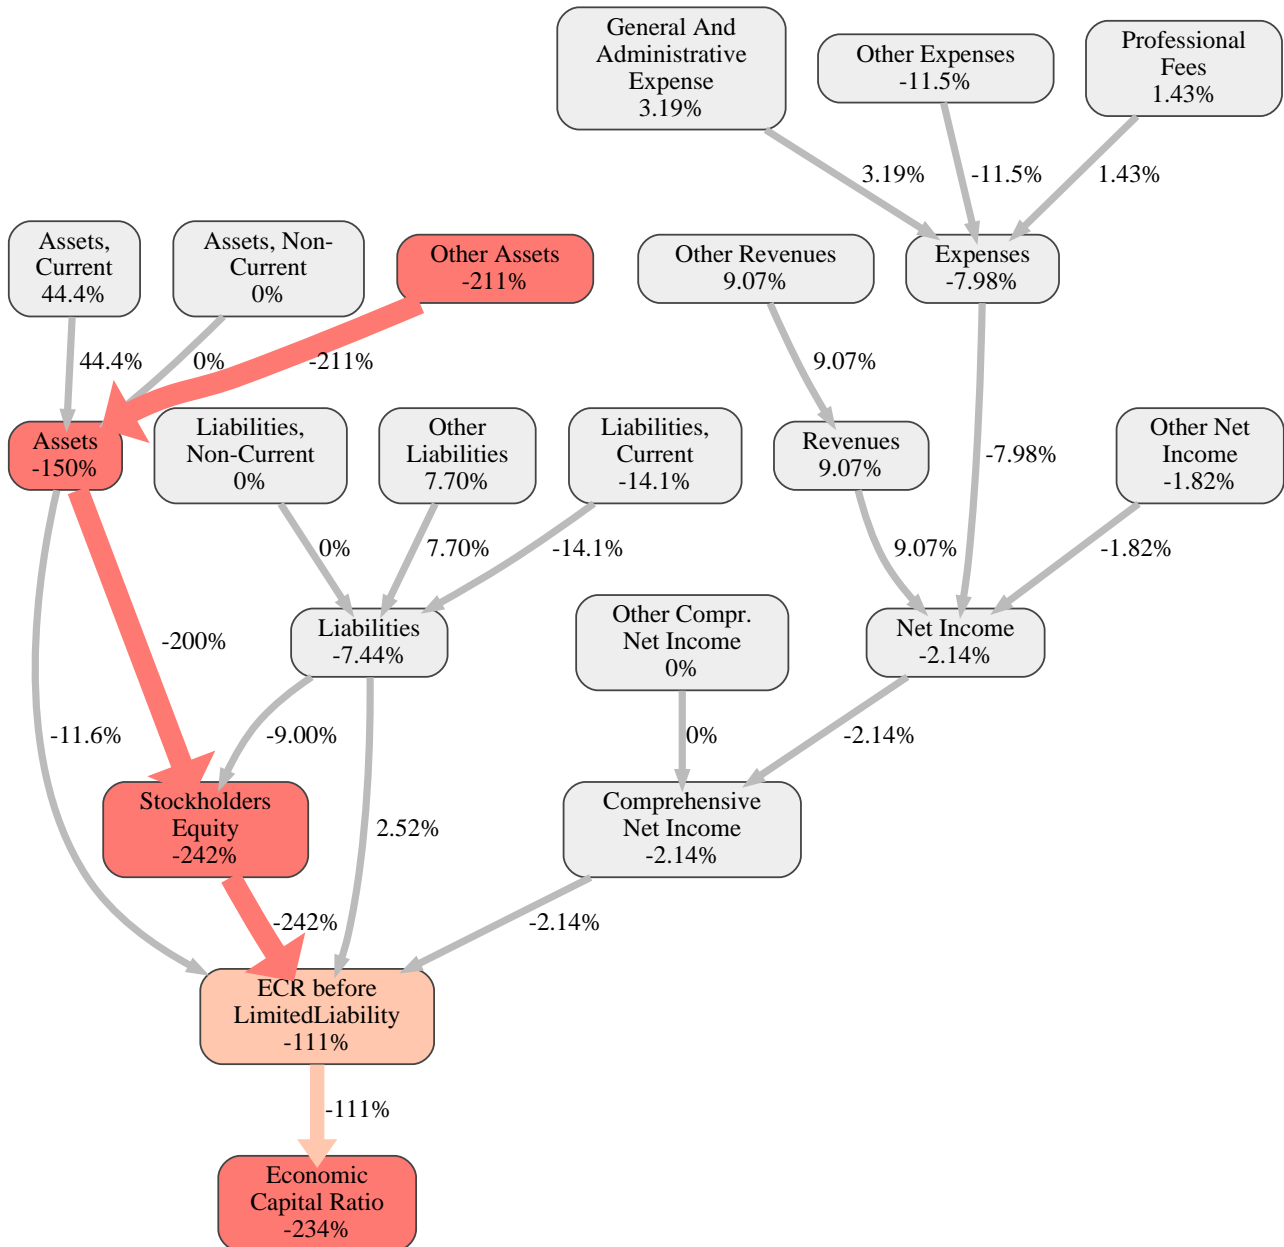 General And
Administrative
Expense
3.19%
Other Expenses
-11.5%
Professional
Fees
1.43%
3.19%
-11.5%
1.43%
Assets,
Current
44.4%
Assets, Non-
Current
0%
Other Assets
-211%
Other Revenues
9.07%
Expenses
-7.98%
44.4%
0%
-211%
9.07%
Assets
-150%
Liabilities,
Non-Current
0%
Other
Liabilities
7.70%
Liabilities,
Current
-14.1%
Revenues
9.07%
-7.98%
Other Net
Income
-1.82%
0%
7.70%
-14.1%
9.07%
-1.82%
-200%
Liabilities
-7.44%
Other Compr.
Net Income
0%
Net Income
-2.14%
-11.6%
-9.00%
0%
-2.14%
Stockholders
Equity
-242%
2.52%
Comprehensive
Net Income
-2.14%
-242%
-2.14%
ECR before
LimitedLiability
-111%
-111%
Economic
Capital Ratio
-234%